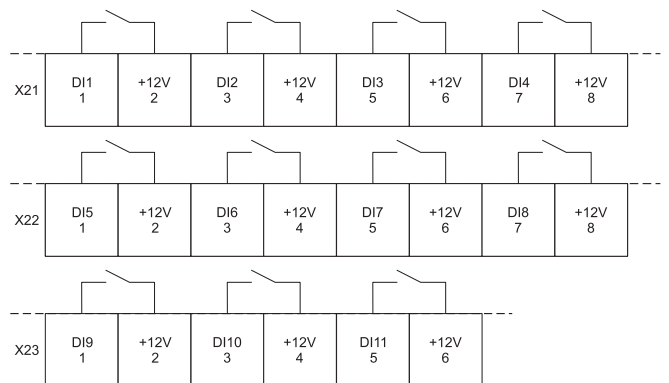 DI1 +12V DI2 +12V DI3 +12V DI4 +12V
X21
1 2 3 4 5 6 7 8
DI5 +12V DI6 +12V DI7 +12V DI8 +12V
X22
1 2 3 4 5 6 7 8
DI9 +12V DI10 +12V DI11 +12V
X23
1 2 3 4 5 6